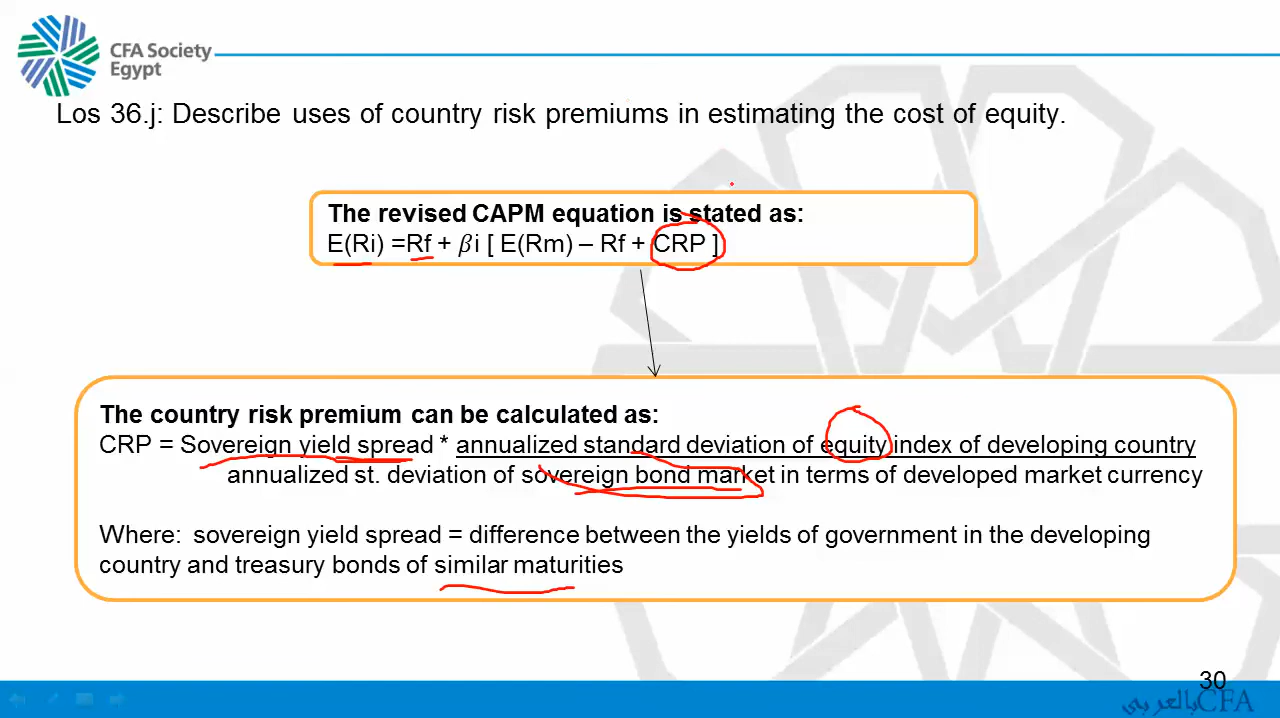 CFA Society
Egypt
Los 36.j: Describe uses of country risk premiums in estimating the cost of equity.
The revised CAPM equation is stated as:
E(Ri) =Rf + 𝛽i [ E(Rm) – Rf + CRP ]
The country risk premium can be calculated as:
CRP = Sovereign yield spread * annualized standard deviation of equity index of developing country
annualized st. deviation of sovereign bond market in terms of developed market currency
Where: sovereign yield spread = difference between the yields of government in the developing
country and treasury bonds of similar maturities
30
CFA بالعربي